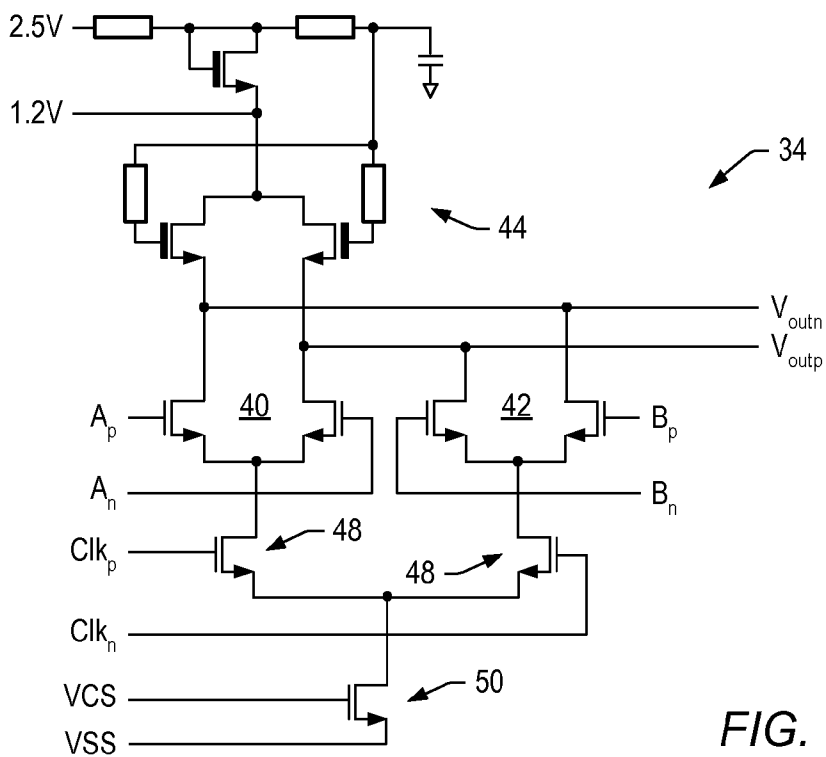 2.5V
1.2V
34
44
V_outn
V_outp
40
42
A_p
B_p
A_n
B_n
Clk_p
48
48
Clk_n
VCS
50
VSS
FIG.